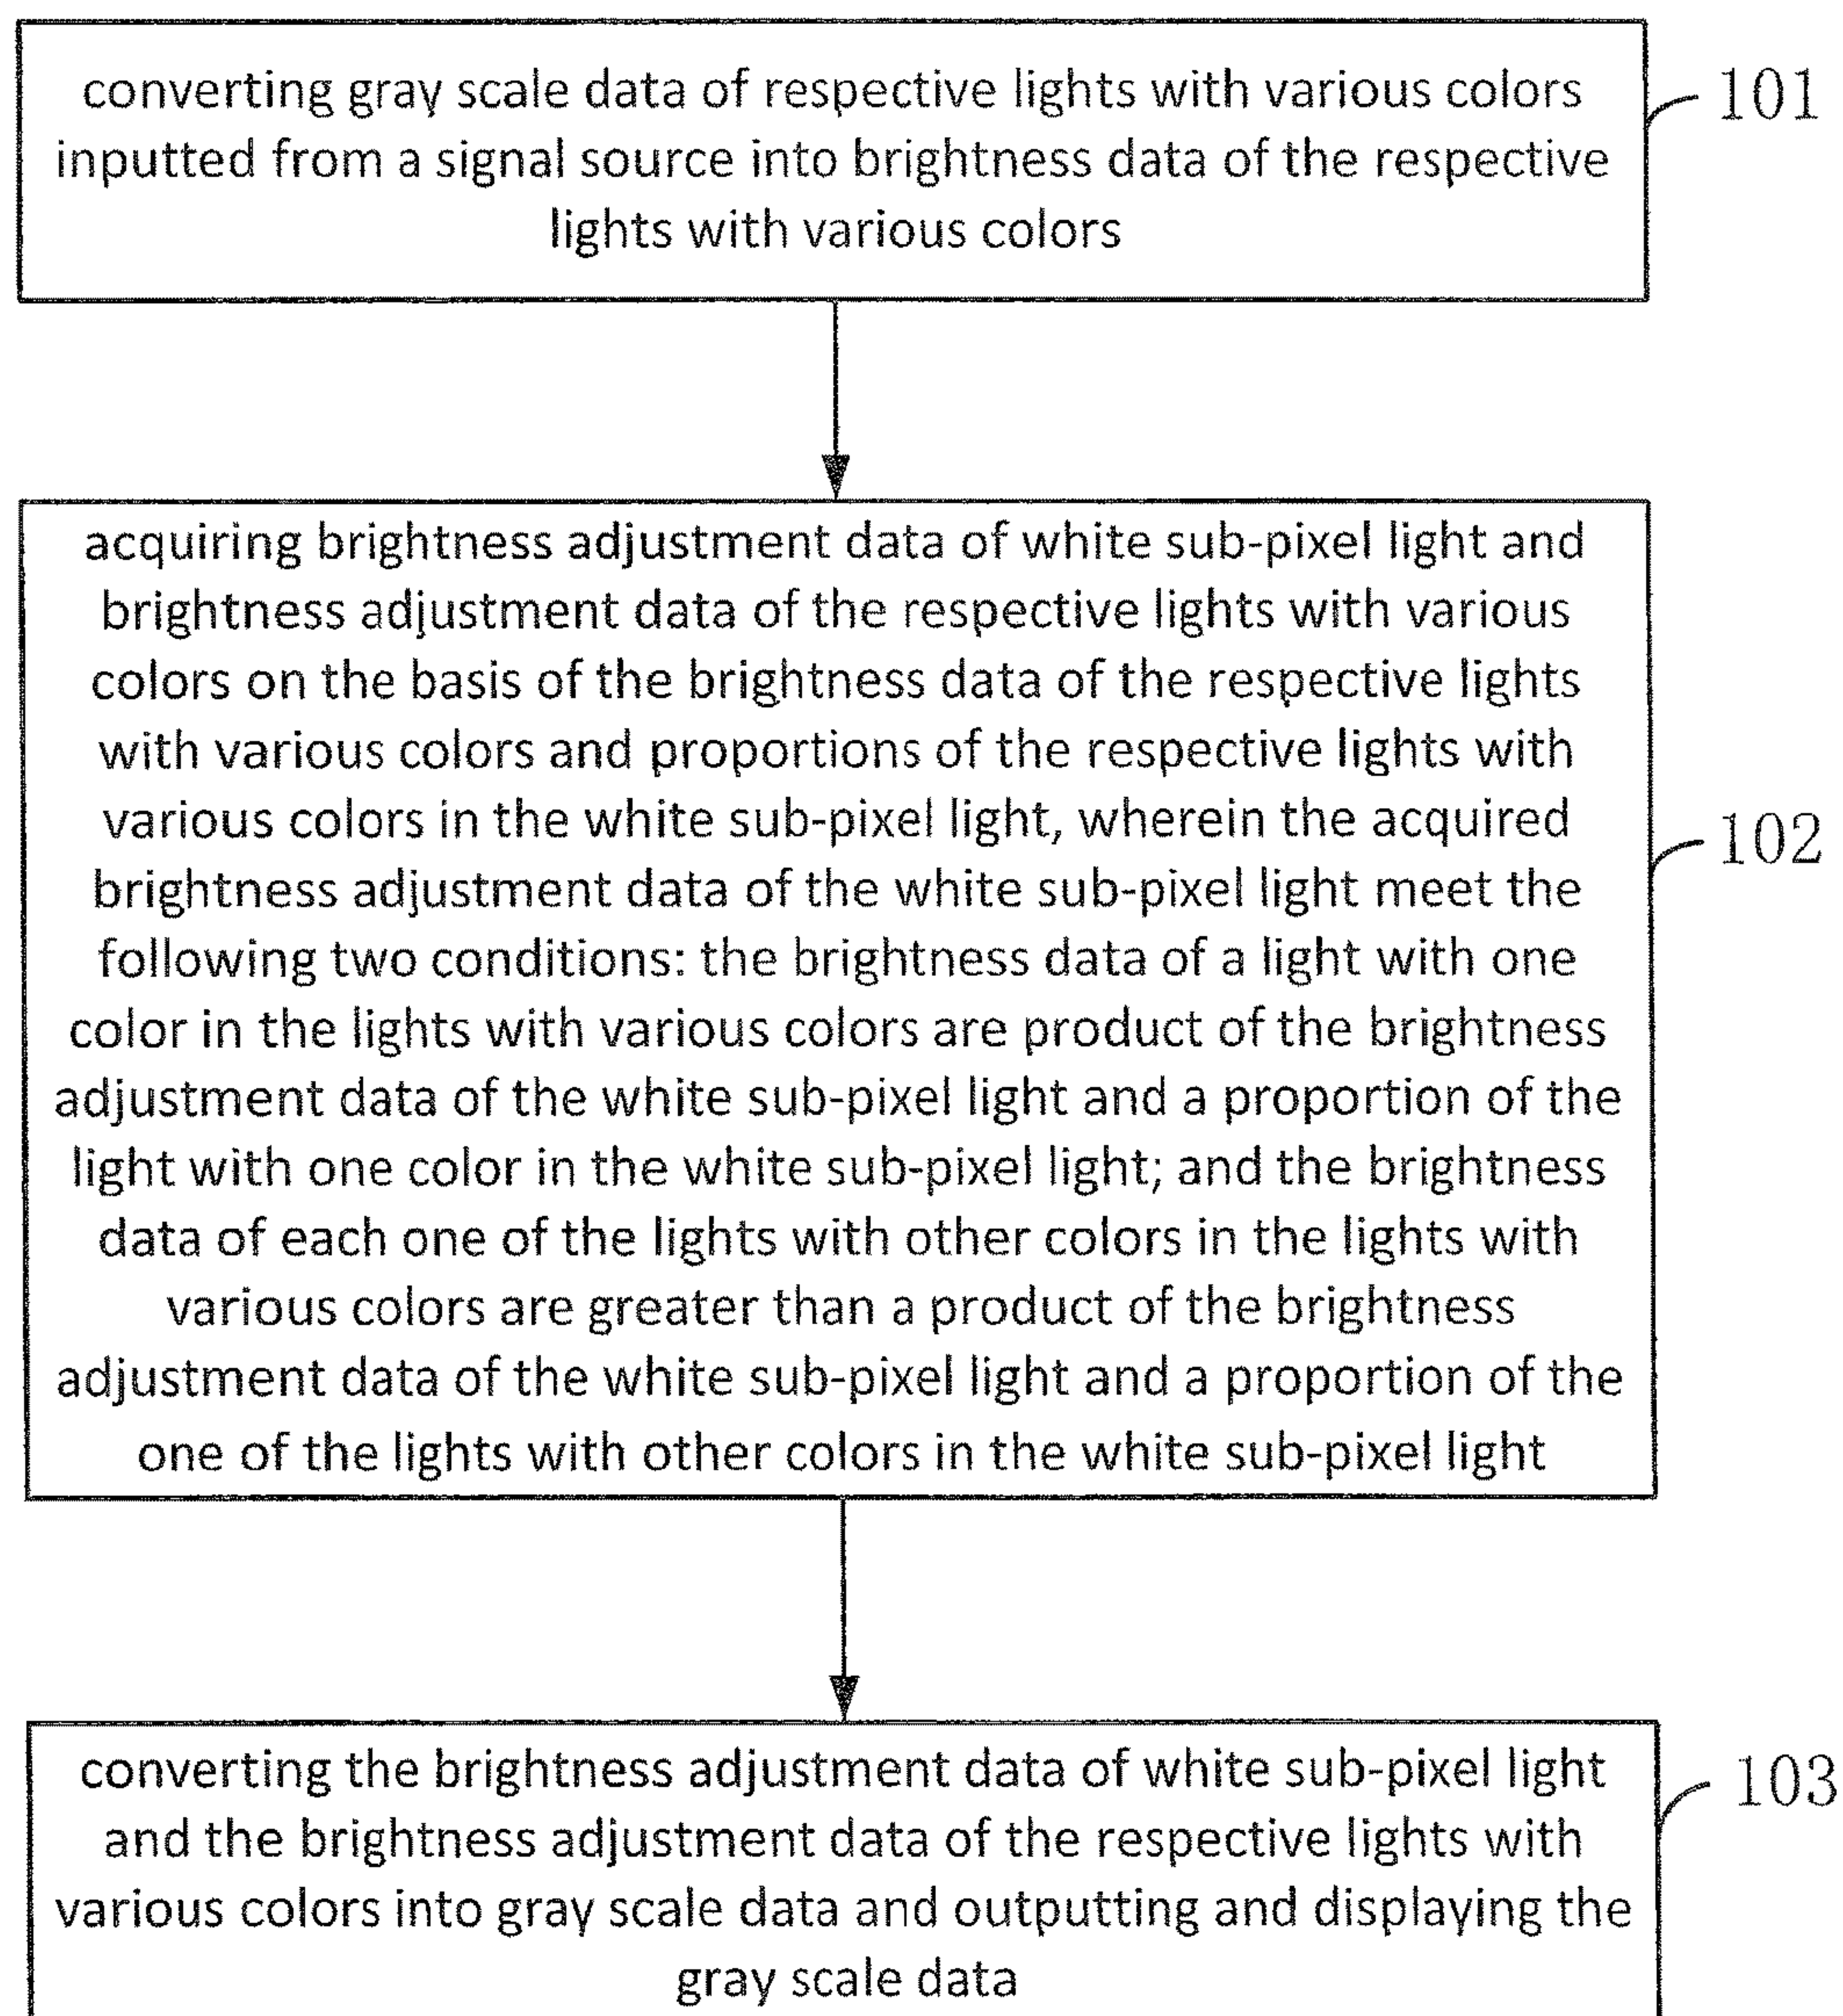 converting gray scale data of respective lights with various colors
inputted from a signal source into brightness data of the respective
lights with various colors
101
acquiring brightness adjustment data of white sub-pixel light and
brightness adjustment data of the respective lights with various
colors on the basis of the brightness data of the respective lights
with various colors and proportions of the respective lights with
various colors in the white sub-pixel light, wherein the acquired
brightness adjustment data of the white sub-pixel light meet the
following two conditions: the brightness data of a light with one
color in the lights with various colors are product of the brightness
adjustment data of the white sub-pixel light and a proportion of the
light with one color in the white sub-pixel light; and the brightness
data of each one of the lights with other colors in the lights with
various colors are greater than a product of the brightness
adjustment data of the white sub-pixel light and a proportion of the
one of the lights with other colors in the white sub-pixel light
102
converting the brightness adjustment data of white sub-pixel light
and the brightness adjustment data of the respective lights with
various colors into gray scale data and outputting and displaying the
gray scale data
103